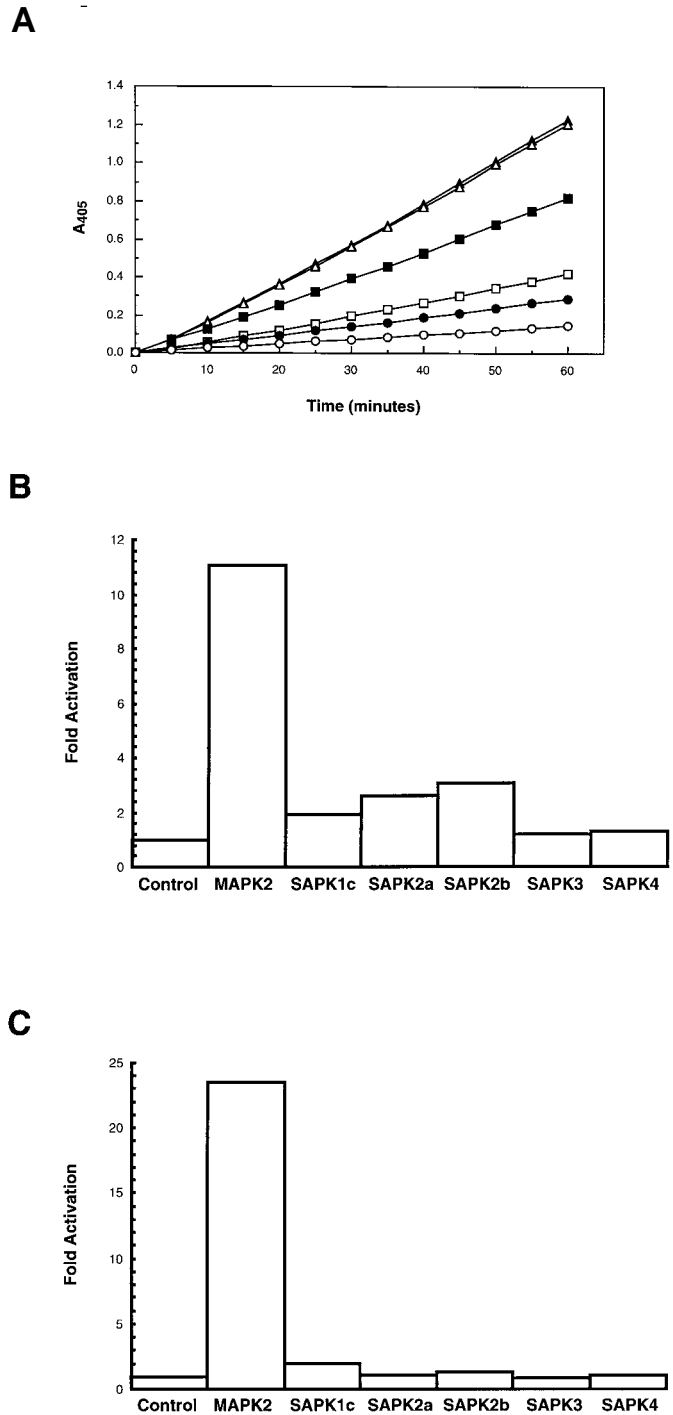 A
1.4
1.2
1.0
0.8
0.6
0.4
0.2
0.0
A405
0 10 20 30 40 50 60
Time (minutes)
B
12
10
8
6
4
2
0
Fold Activation
Control MAPK2 SAPK1c SAPK2a SAPK2b SAPK3 SAPK4
C
25
20
15
10
5
0
Fold Activation
Control MAPK2 SAPK1c SAPK2a SAPK2b SAPK3 SAPK4